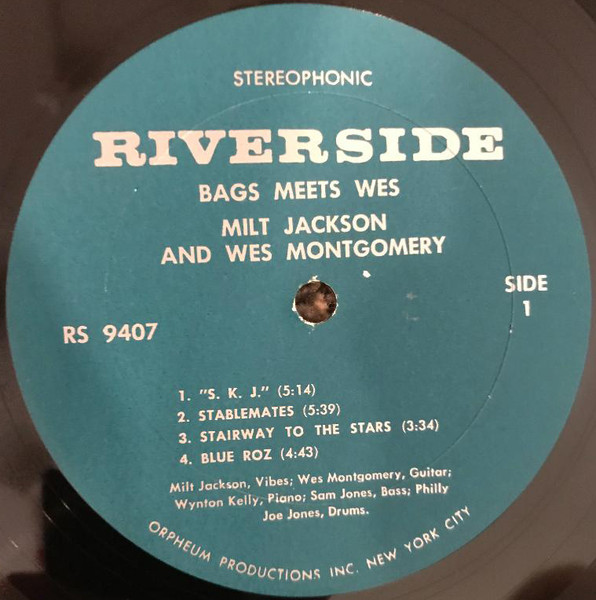 STEREOPHONIC
RIVERSIDE
BAGS MEETS WES
MILT JACKSON
AND WES MONTGOMERY
SIDE
1
RS 9407
1. "S. K. J." (5:14)
2. STABLEMATES (5:39)
3. STAIRWAY TO THE STARS (3:34)
4. BLUE ROZ (4:43)
Milt Jackson, Vibes; Wes Montgomery, Guitar;
Wynton Kelly, Piano; Sam Jones, Bass; Philly
Joe Jones, Drums.
ORPHEUM PRODUCTIONS INC. NEW YORK CITY